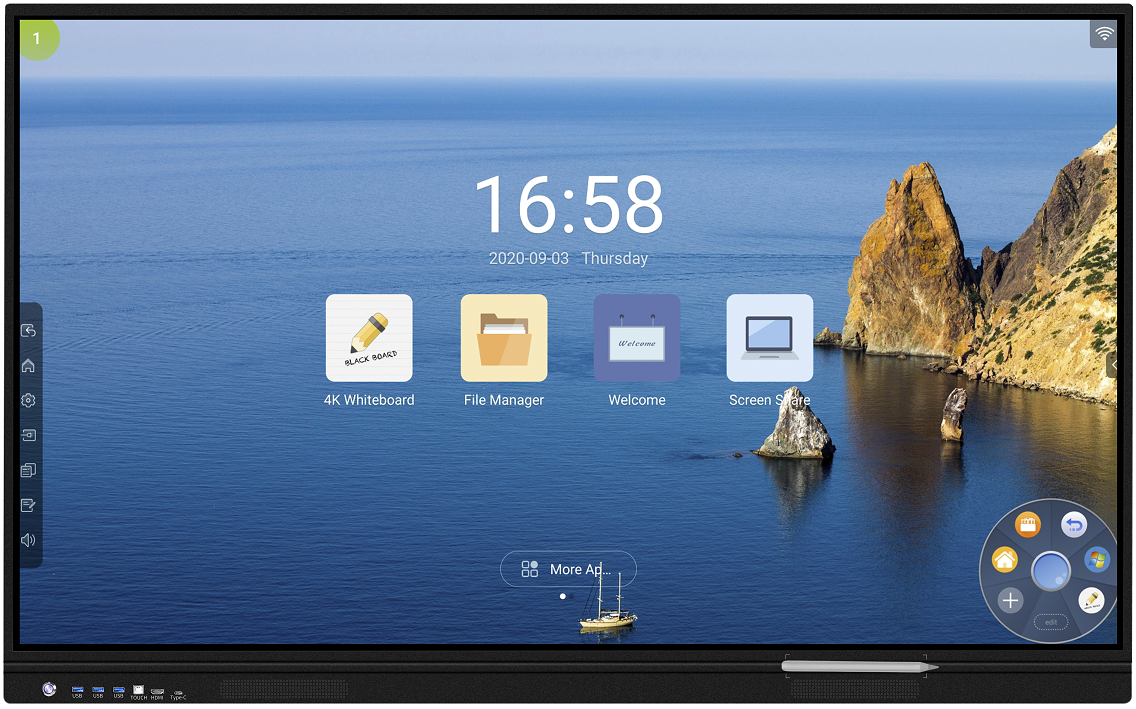 1
16:58
2020-09-03 Thursday
BLACK BOARD
Welcome
4K Whiteboard
File Manager
Welcome
Screen Share
More Ap...
edit
USB
USB
USB
TOUCH
HDMI
Type-C